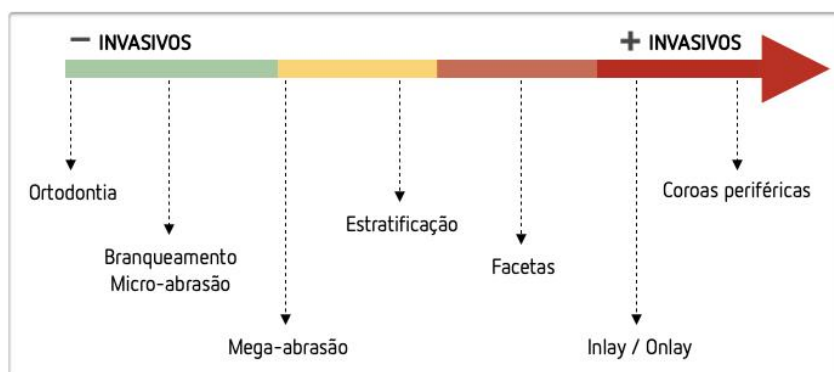 − INVASIVOS
+ INVASIVOS
Ortodontia
Branqueamento
Micro-abrasão
Mega-abrasão
Estratificação
Facetas
Inlay / Onlay
Coroas periféricas